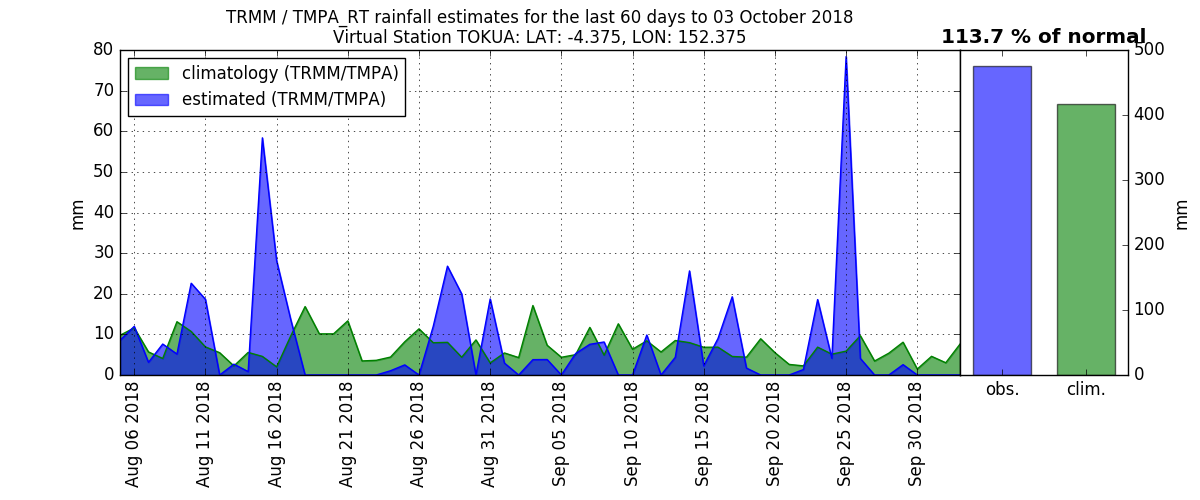 TRMM / TMPA_RT rainfall estimates for the last 60 days to 03 October 2018
Virtual Station TOKUA: LAT: -4.375, LON: 152.375
113.7 % of normal
climatology (TRMM/TMPA)
estimated (TRMM/TMPA)
mm
80
70
60
50
40
30
20
10
0
Aug 06 2018
Aug 11 2018
Aug 16 2018
Aug 21 2018
Aug 26 2018
Aug 31 2018
Sep 05 2018
Sep 10 2018
Sep 15 2018
Sep 20 2018
Sep 25 2018
Sep 30 2018
obs.
clim.
500
400
300
200
100
0
mm